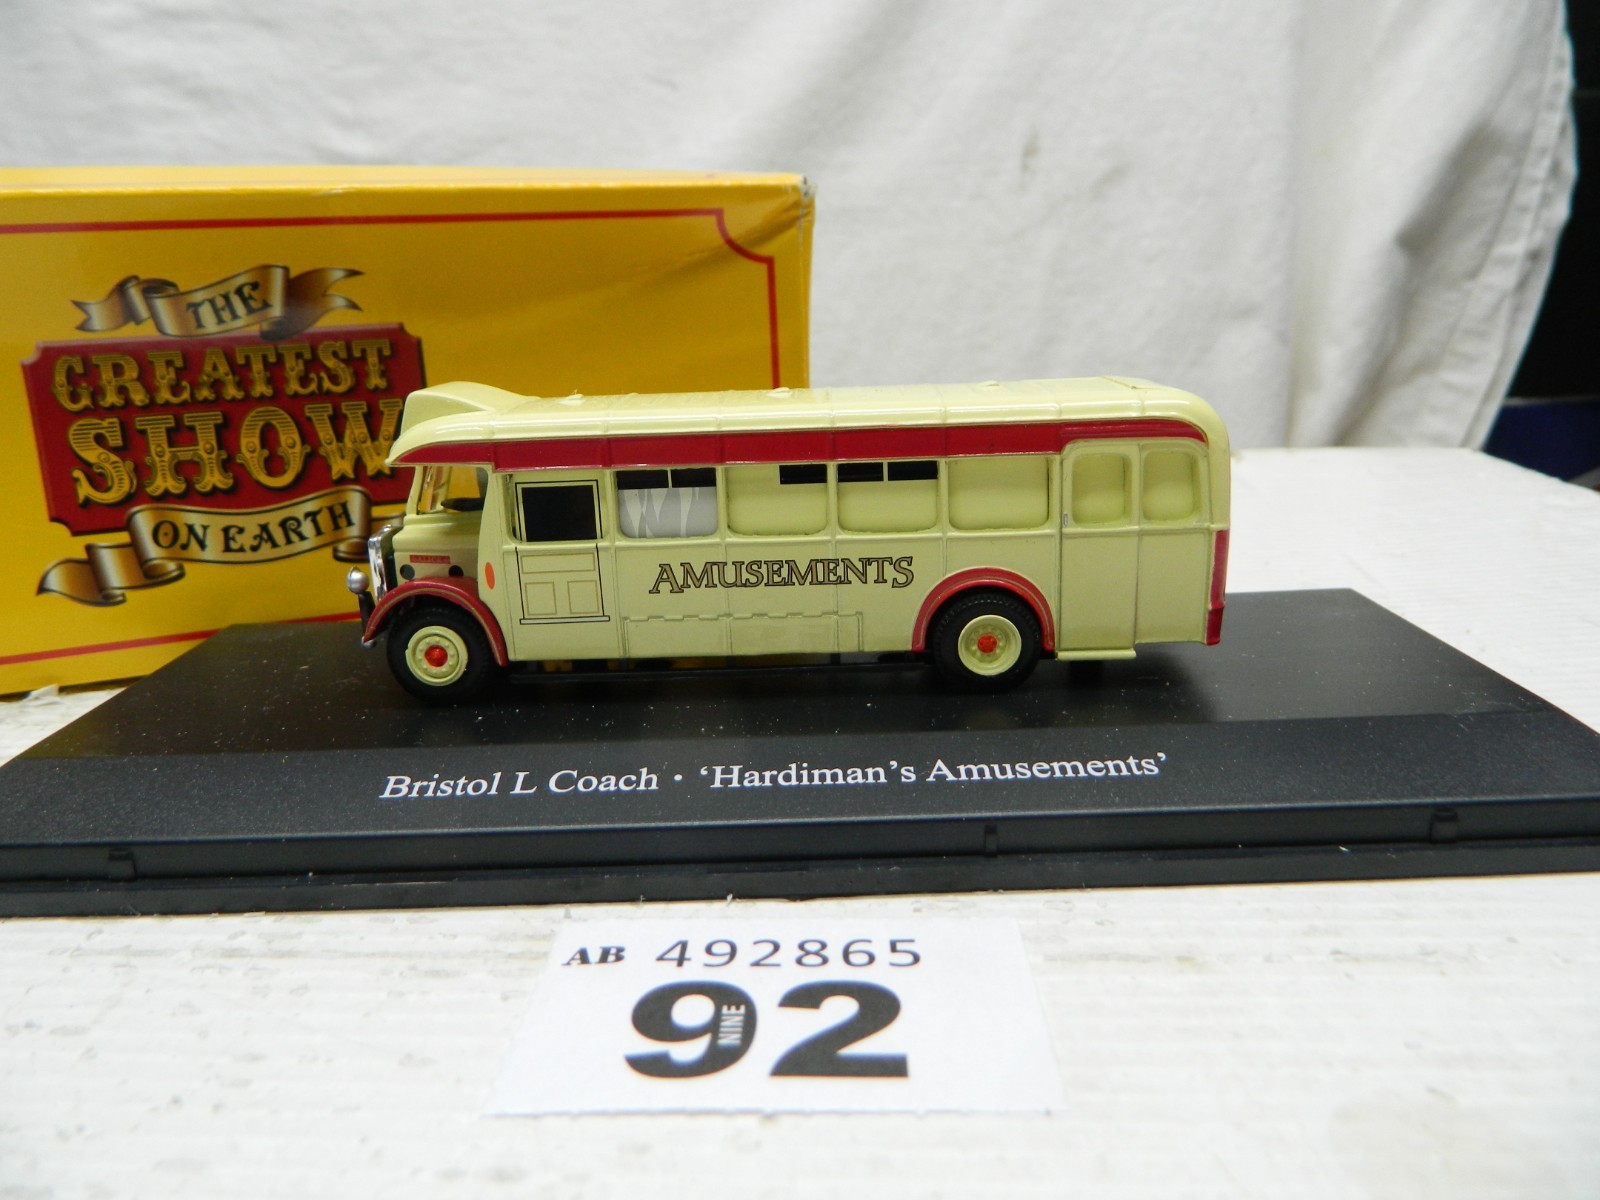 THE
GREATEST
SHOW
ON EARTH
AMUSEMENTS
Bristol L Coach · ‘Hardiman’s Amusements’
AB 492865
92
NINE